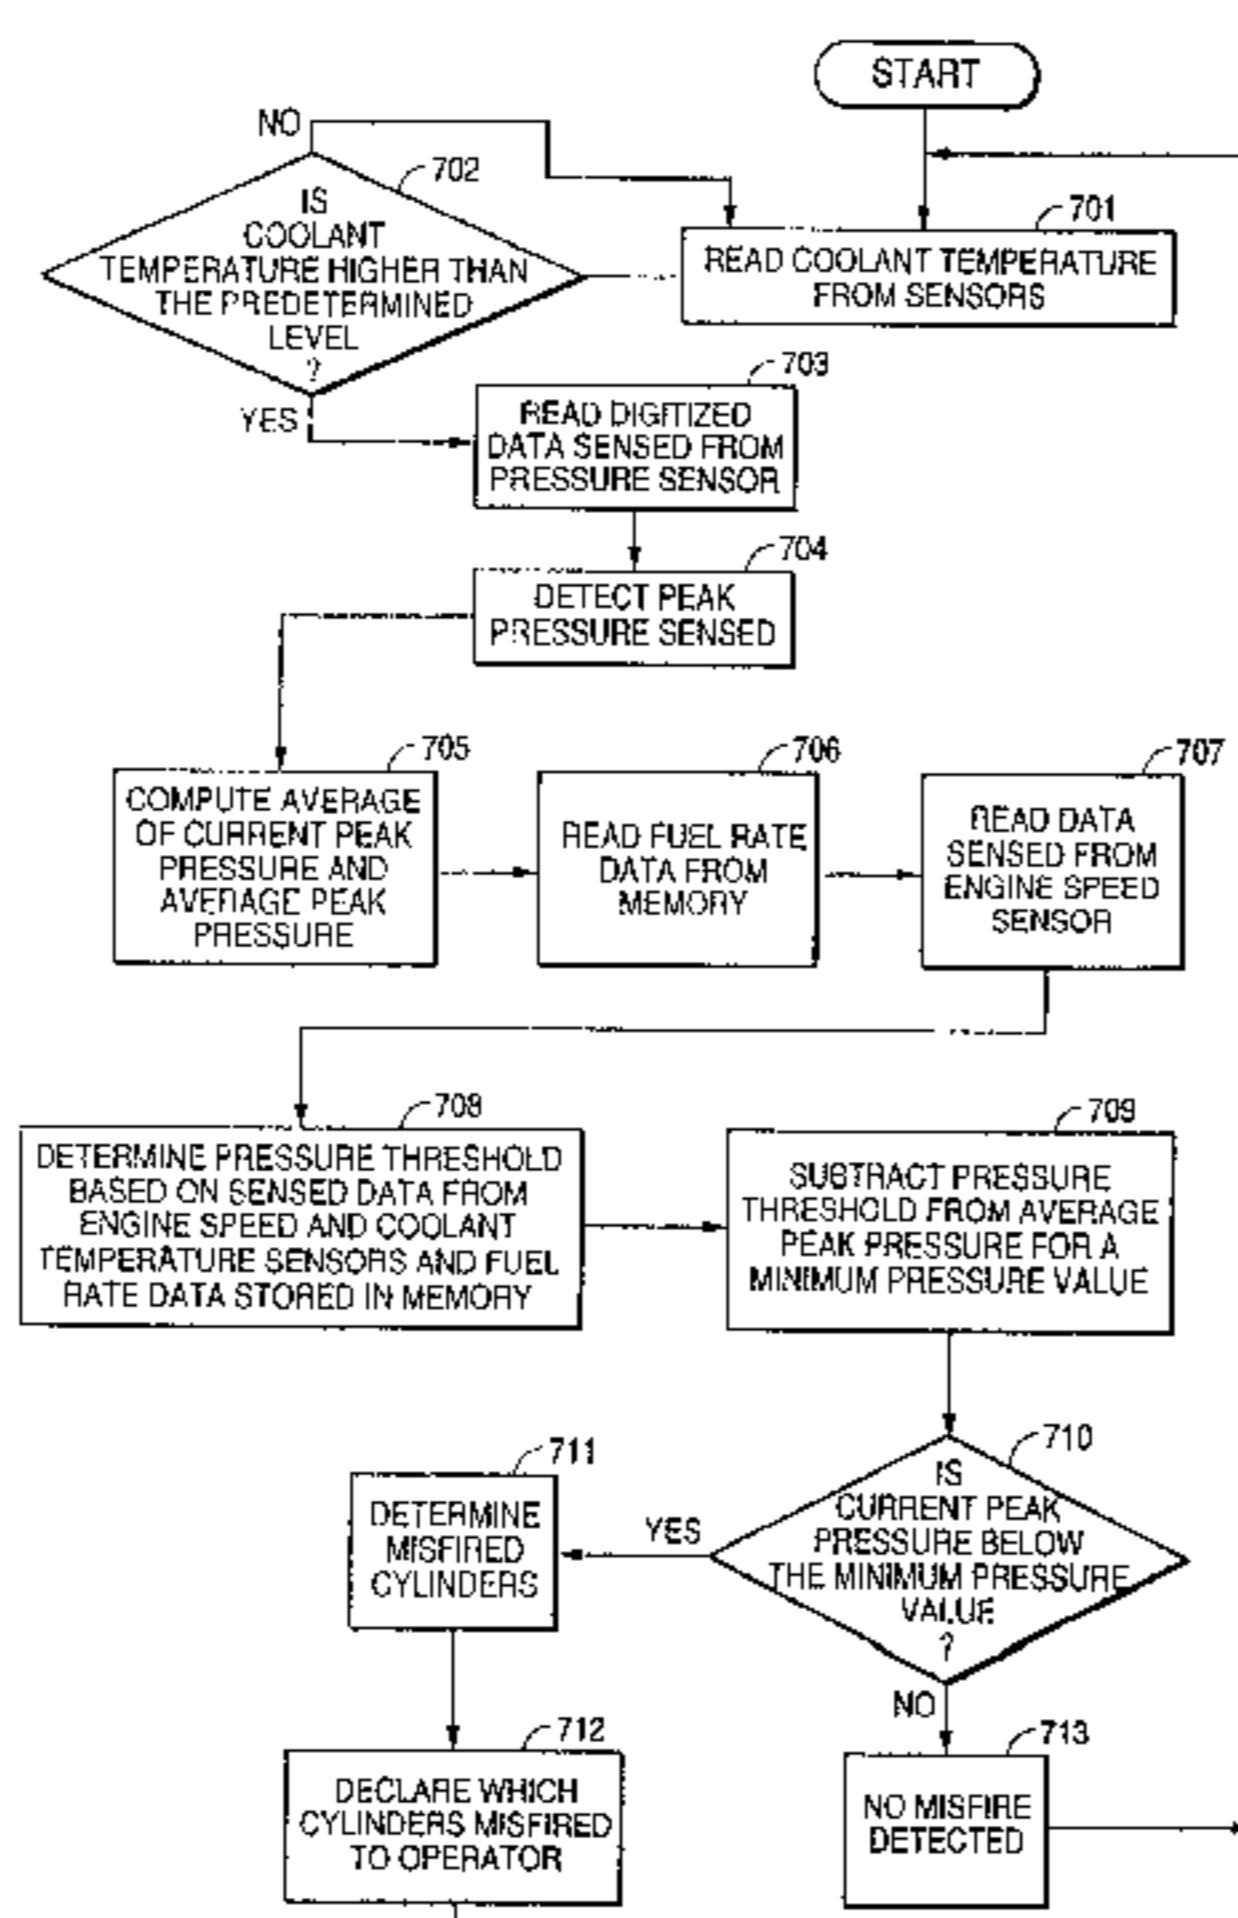 START
701
READ COOLANT TEMPERATURE
FROM SENSORS
NO
702
IS
COOLANT
TEMPERATURE HIGHER THAN
THE PREDETERMINED
LEVEL
?
YES
703
READ DIGITIZED
DATA SENSED FROM
PRESSURE SENSOR
704
DETECT PEAK
PRESSURE SENSED
705
COMPUTE AVERAGE
OF CURRENT PEAK
PRESSURE AND
AVERAGE PEAK
PRESSURE
706
READ FUEL RATE
DATA FROM
MEMORY
707
READ DATA
SENSED FROM
ENGINE SPEED
SENSOR
708
DETERMINE PRESSURE THRESHOLD
BASED ON SENSED DATA FROM
ENGINE SPEED AND COOLANT
TEMPERATURE SENSORS AND FUEL
RATE DATA STORED IN MEMORY
709
SUBTRACT PRESSURE
THRESHOLD FROM AVERAGE
PEAK PRESSURE FOR A
MINIMUM PRESSURE VALUE
710
IS
CURRENT PEAK
PRESSURE BELOW
THE MINIMUM PRESSURE
VALUE
?
YES
NO
711
DETERMINE
MISFIRED
CYLINDERS
712
DECLARE WHICH
CYLINDERS MISFIRED
TO OPERATOR
713
NO MISFIRE
DETECTED